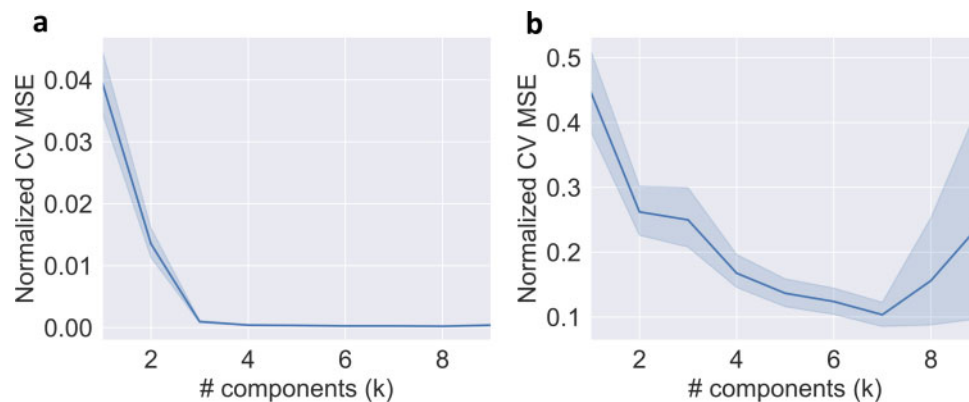 a
Normalized CV MSE
0.04
0.03
0.02
0.01
0.00
2 4 6 8
# components (k)
b
Normalized CV MSE
0.5
0.4
0.3
0.2
0.1
2 4 6 8
# components (k)